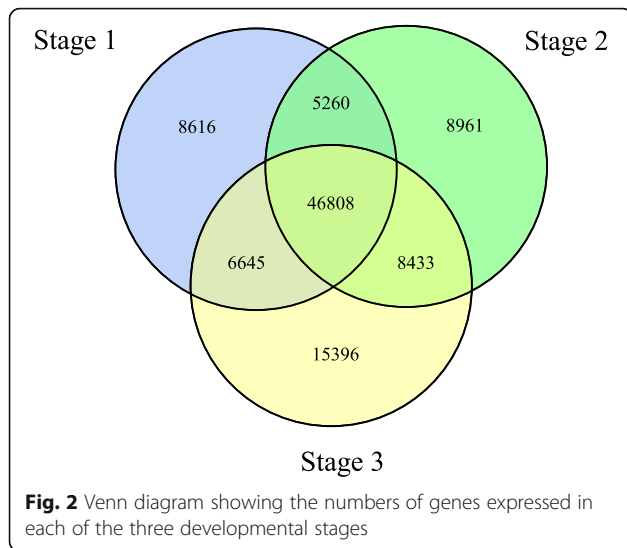 Stage 1
Stage 2
5260
8616
8961
46808
6645
8433
15396
Stage 3
Fig. 2 Venn diagram showing the numbers of genes expressed in
each of the three developmental stages